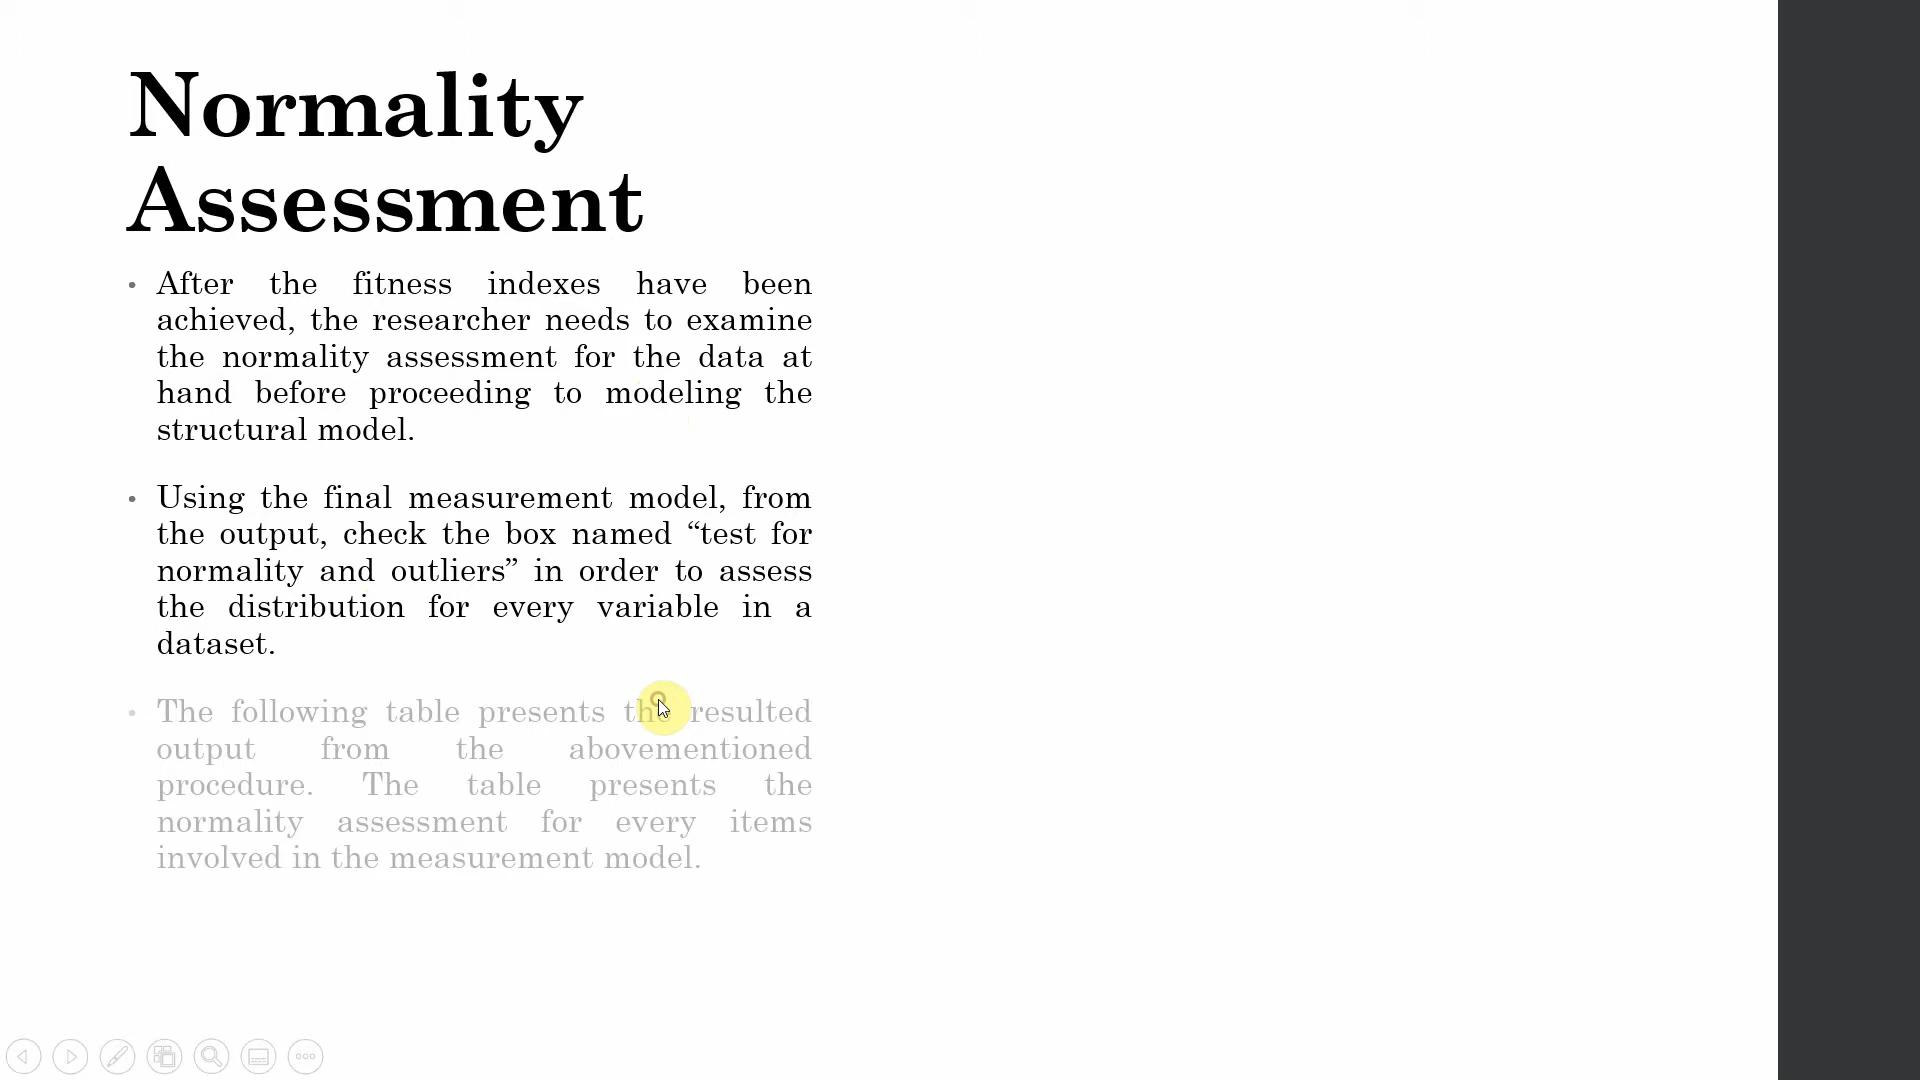 Normality
Assessment
• After the fitness indexes have been
achieved, the researcher needs to examine
the normality assessment for the data at
hand before proceeding to modeling the
structural model.
• Using the final measurement model, from
the output, check the box named “test for
normality and outliers” in order to assess
the distribution for every variable in a
dataset.
• The following table presents the resulted
output from the abovementioned
procedure. The table presents the
normality assessment for every items
involved in the measurement model.